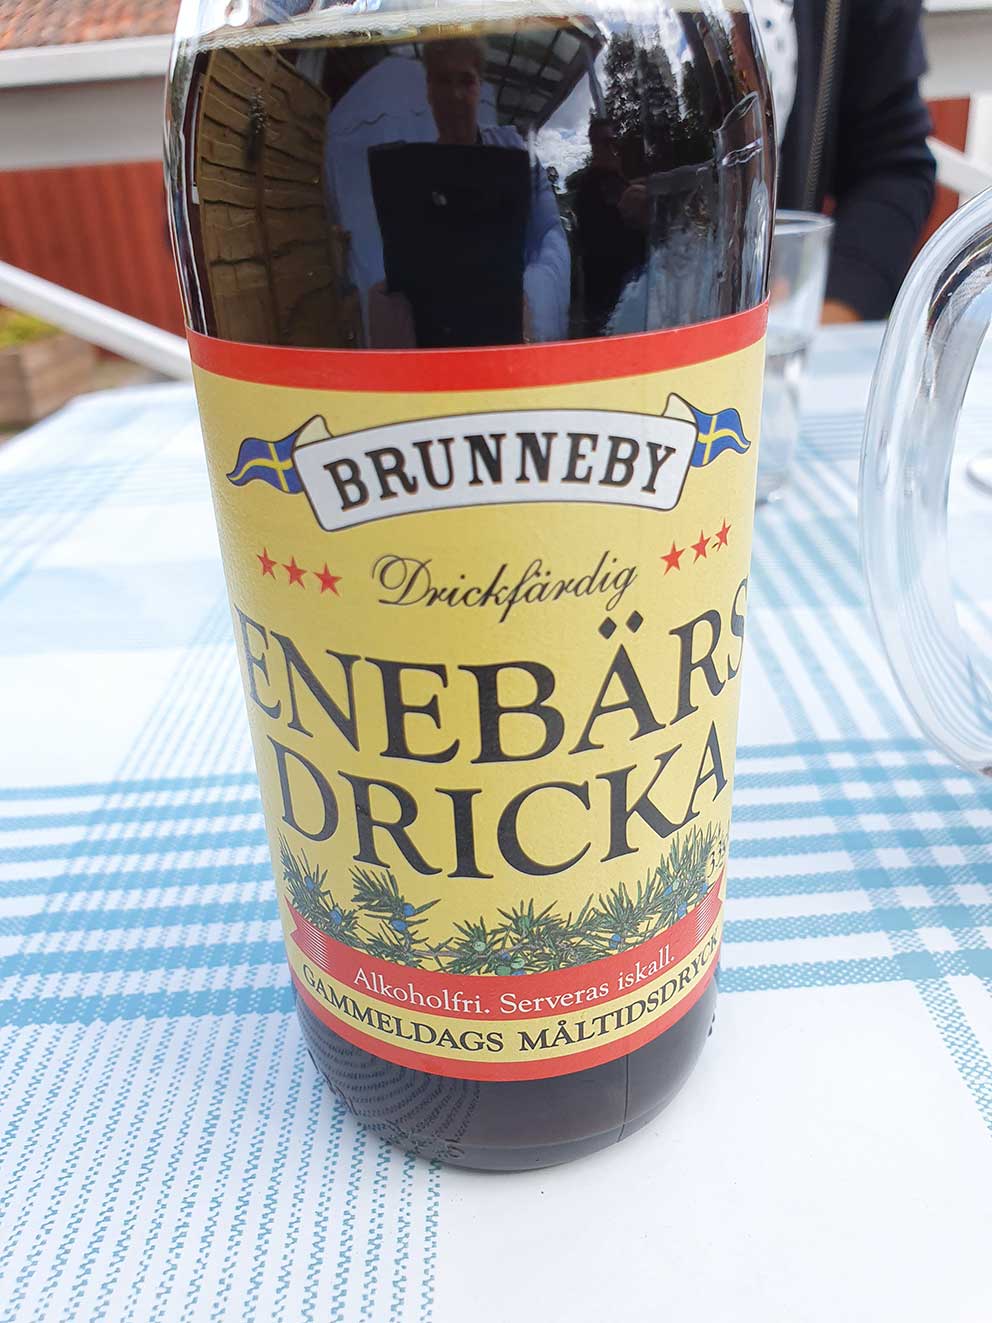 BRUNNEBY
Drickfärdig
ENEBÄRS
DRICKA
Alkoholfri. Serveras iskall.
GAMMELDAGS MÅLTIDSDRYCK